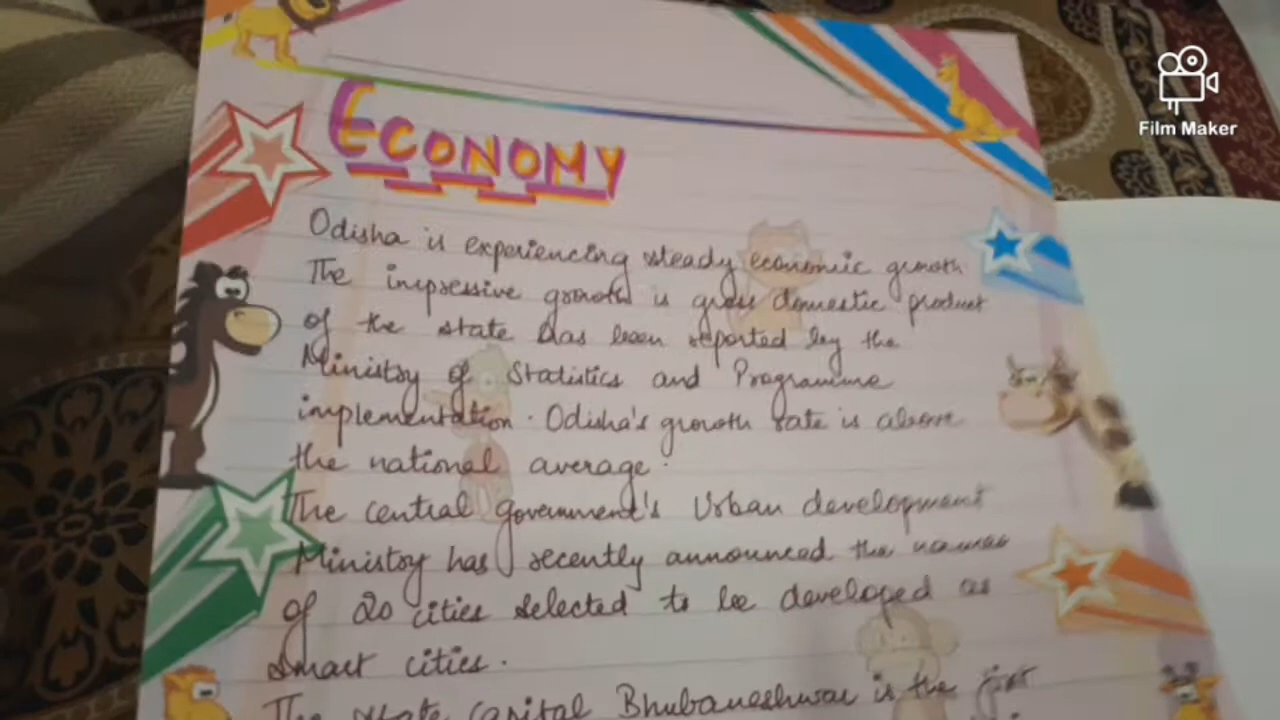 Film Maker
ECONOMY
Odisha is experiencing steady economic growth
The impressive growth is gross domestic product
of the state has been reported by the
Ministry of Statistics and Programme
implementation. Odisha's growth rate is above
the national average.
The central government's Urban development
Ministry has recently announced the names
of 20 cities selected to be developed as
smart cities.
The state capital Bhubaneshwar is the first